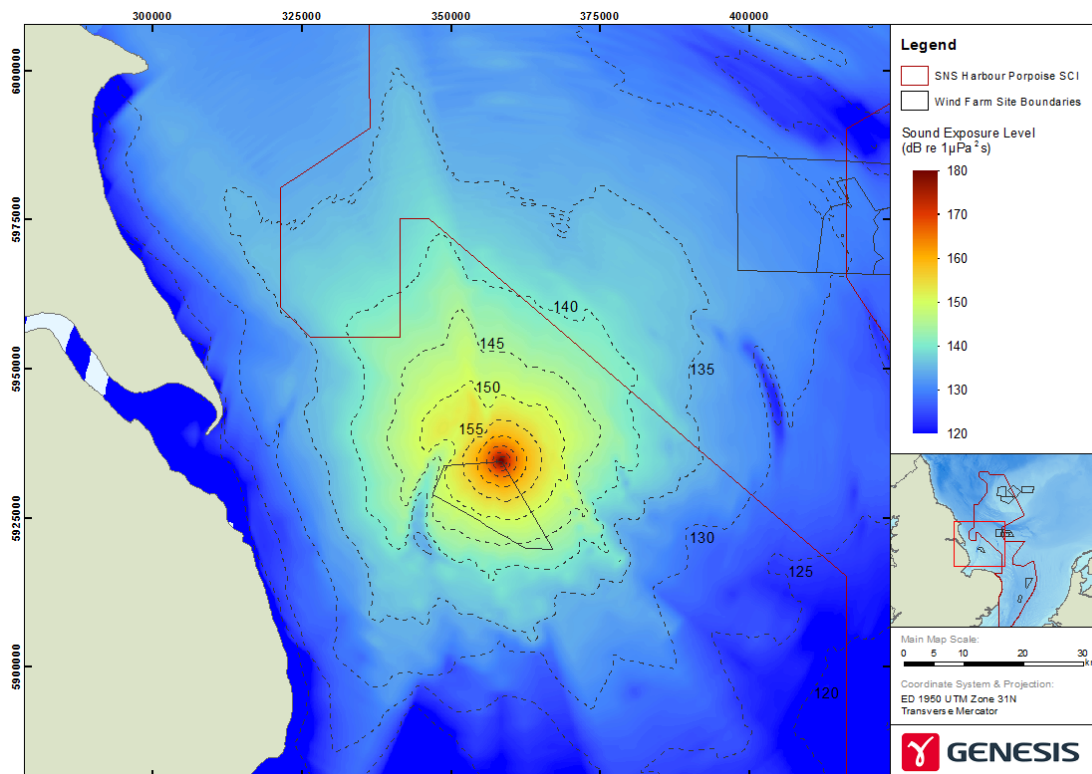 300000 325000 350000 375000 400000
6000000
5975000
5950000
5925000
5900000
140
145
150
155
135
130
125
120
Legend
SNS Harbour Porpoise SCI
Wind Farm Site Boundaries
Sound Exposure Level
(dB re 1µPa²s)
180
170
160
150
140
130
120
Main Map Scale:
0 5 10 20 30
km
Coordinate System & Projection:
ED 1950 UTM Zone 31N
Transverse Mercator
GENESIS